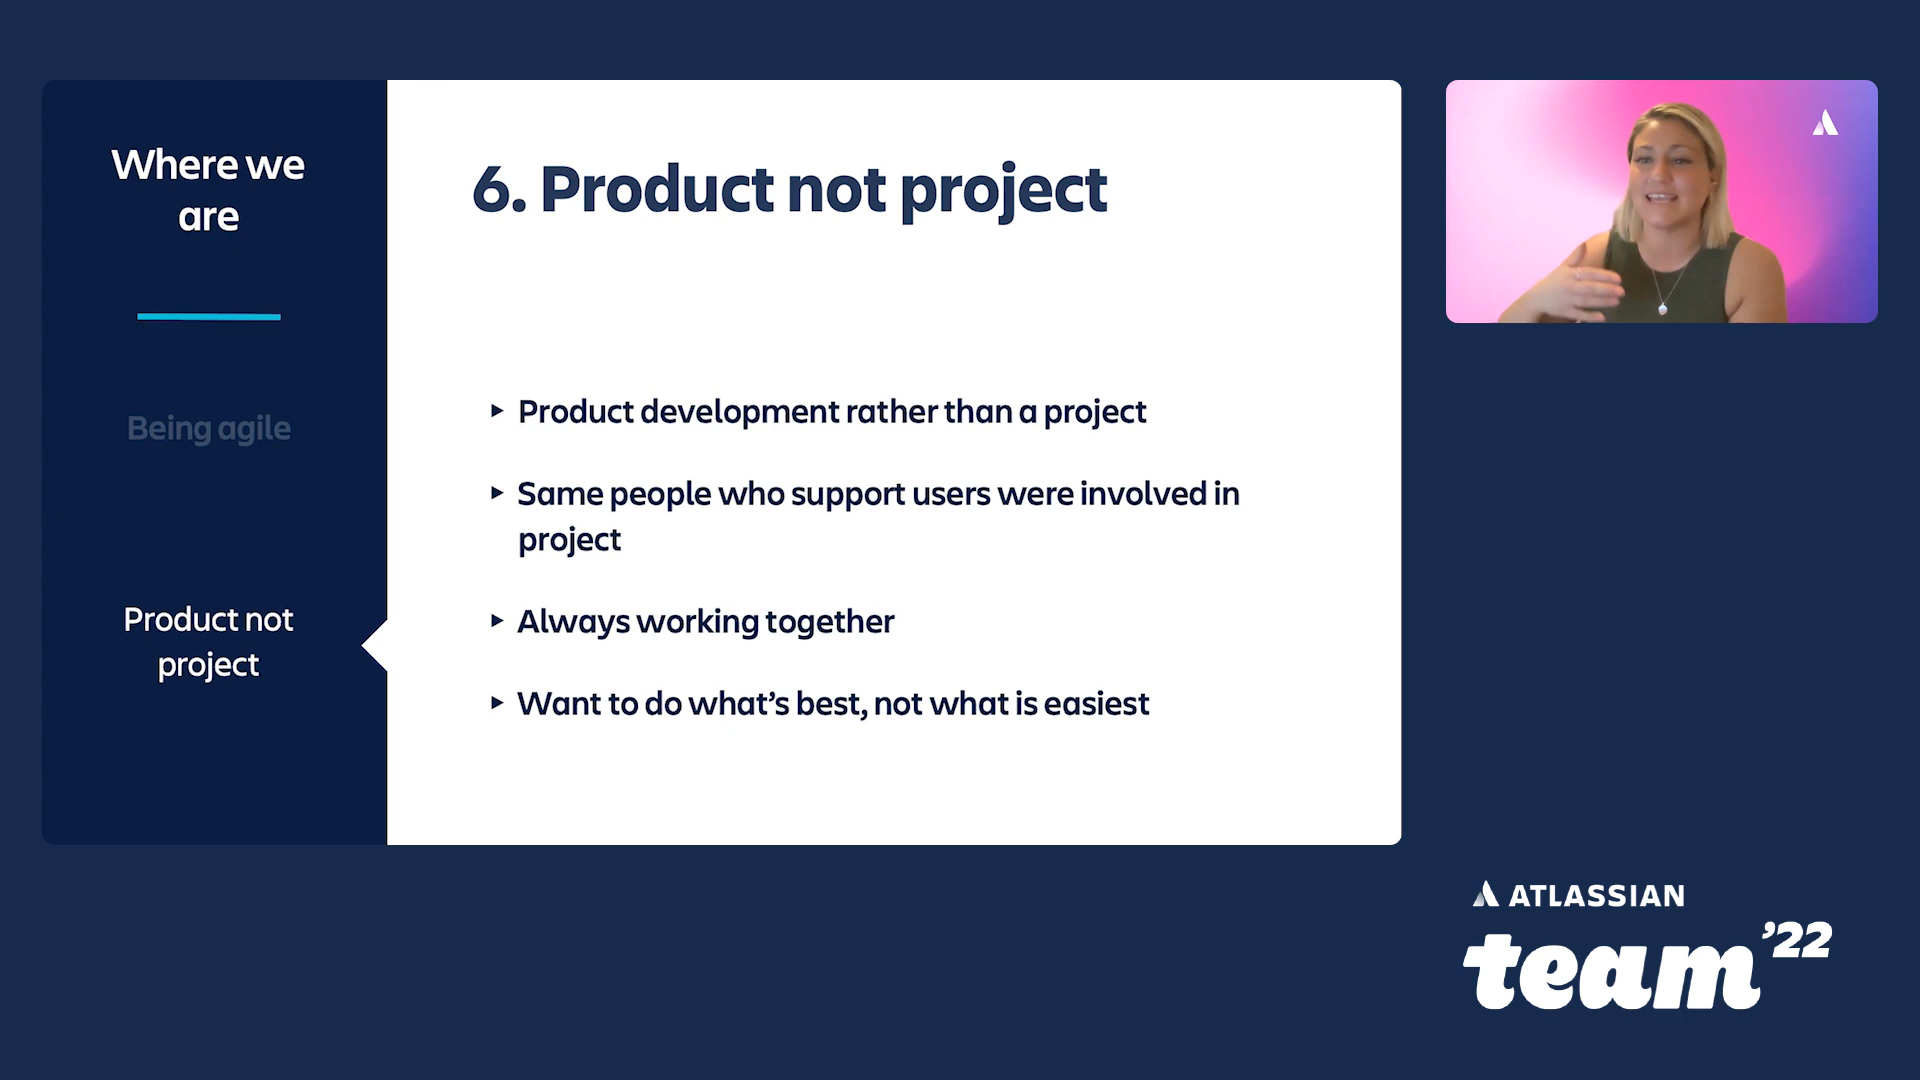 Where we
are
Being agile
Product not
project
6. Product not project
Product development rather than a project
Same people who support users were involved in
project
Always working together
Want to do what’s best, not what is easiest
ATLASSIAN
team ’22